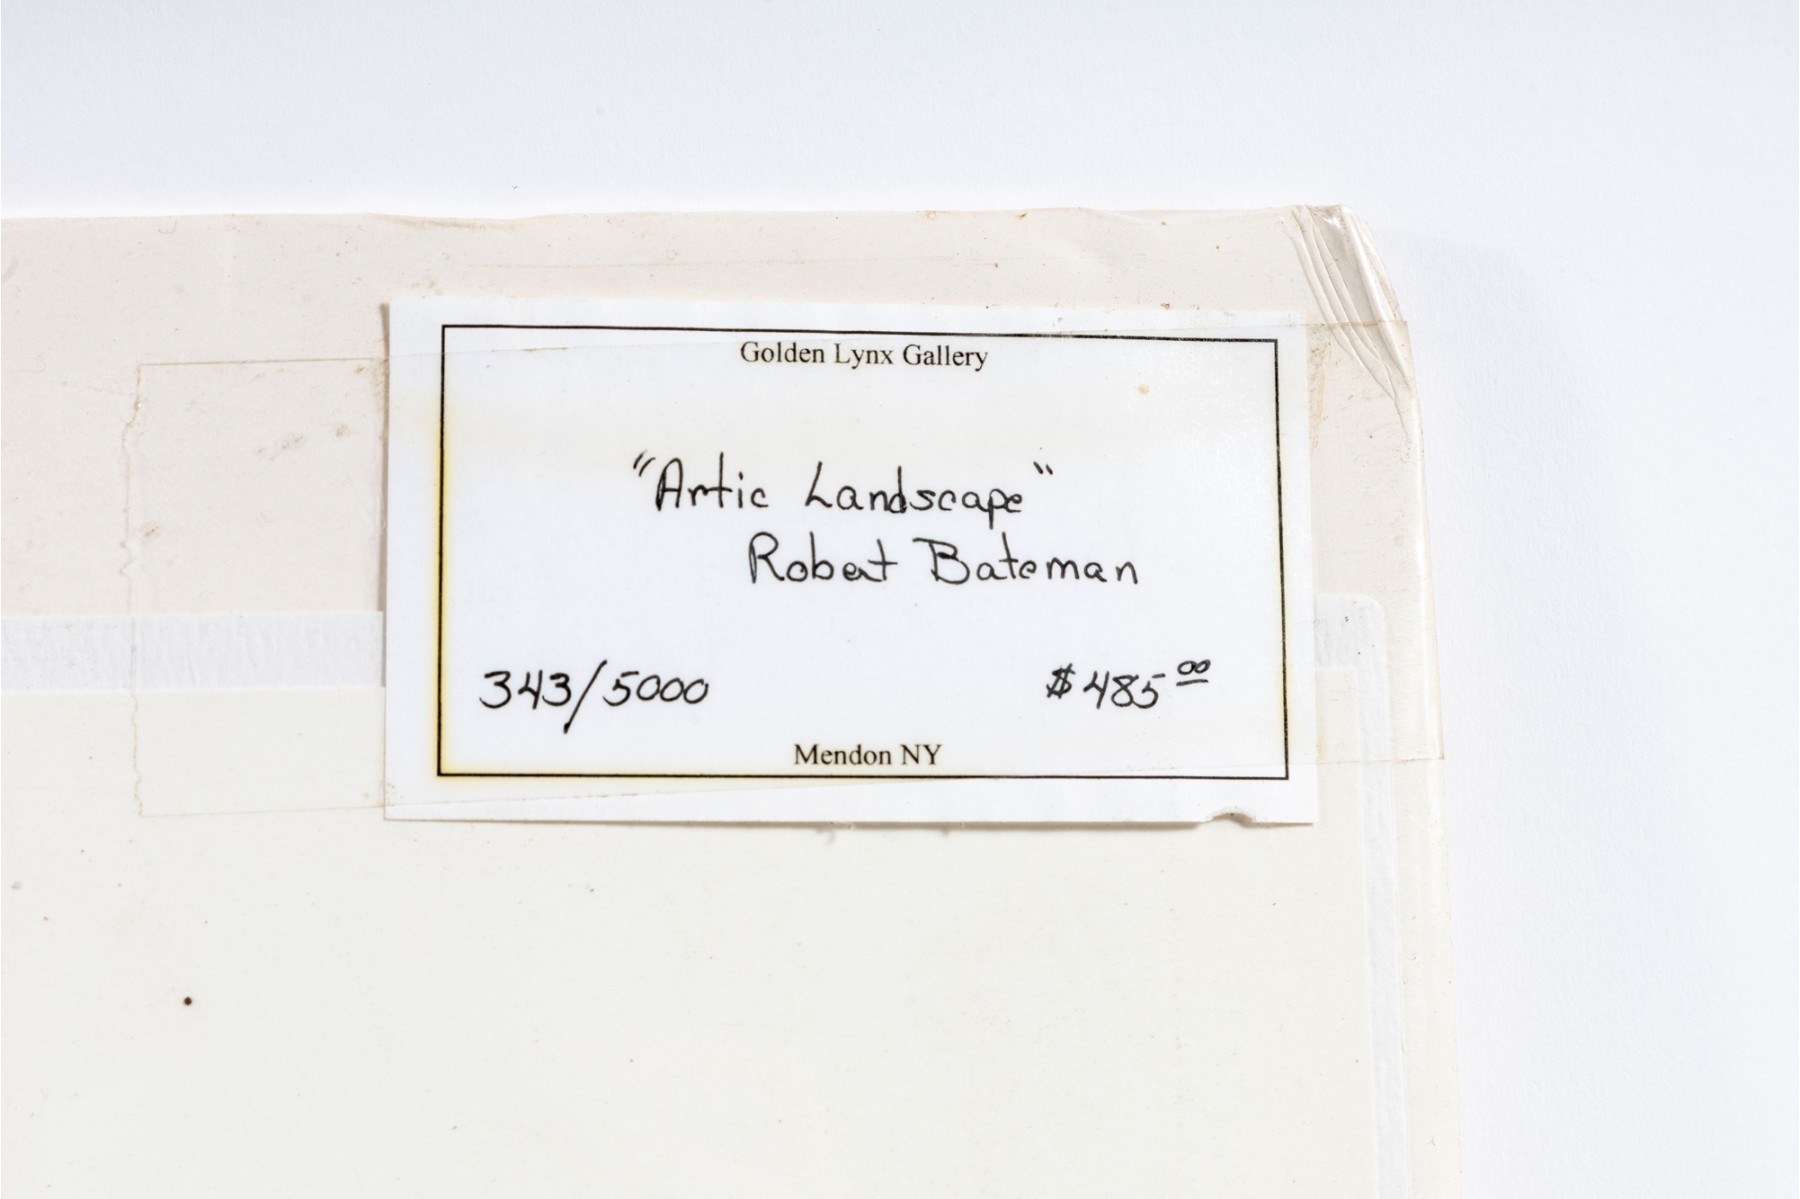 Golden Lynx Gallery
"Artic Landscape"
Robert Bateman
343/5000 $485.00
Mendon NY